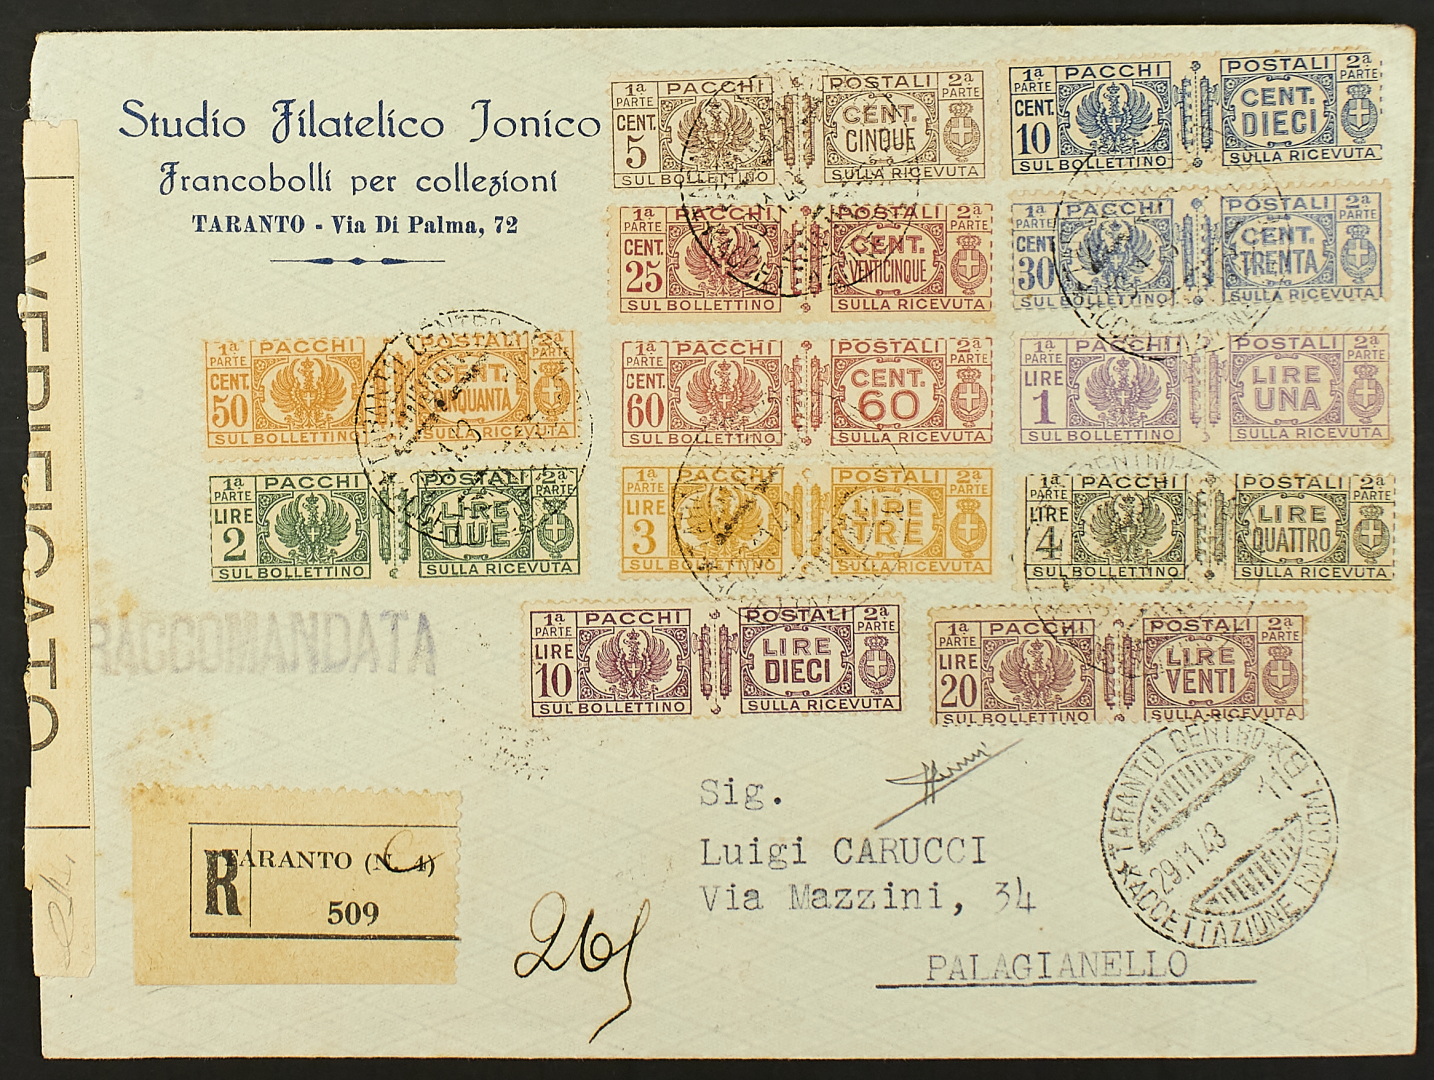 Studio Filatelico Jonico
Francobolli per collezioni
TARANTO - Via Di Palma, 72
VERIFICATO
1ª PARTE PACCHI POSTALI 2ª PARTE
CENT. 5 CENT. CINQUE
SUL BOLLETTINO SULLA RICEVUTA
1ª PARTE PACCHI POSTALI 2ª PARTE
CENT. 10 CENT. DIECI
SUL BOLLETTINO SULLA RICEVUTA
1ª PARTE PACCHI POSTALI 2ª PARTE
CENT. 25 CENT. VENTICINQUE
SUL BOLLETTINO SULLA RICEVUTA
1ª PARTE PACCHI POSTALI 2ª PARTE
CENT 30 CENT. TRENTA
SUL BOLLETTINO SULLA RICEVUTA
1ª PARTE PACCHI POSTALI 2ª PARTE
CENT. 50 CENT. CINQUANTA
SUL BOLLETTINO SULLA RICEVUTA
1ª PARTE PACCHI POSTALI 2ª PARTE
CENT. 60 CENT. 60
SUL BOLLETTINO SULLA RICEVUTA
1ª PARTE PACCHI POSTALI 2ª PARTE
LIRE 1 LIRE UNA
SUL BOLLETTINO SULLA RICEVUTA
1ª PARTE PACCHI POSTALI 2ª PARTE
LIRE 2 LIRE DUE
SUL BOLLETTINO SULLA RICEVUTA
1ª PARTE PACCHI POSTALI 2ª PARTE
LIRE 3 LIRE TRE
SUL BOLLETTINO SULLA RICEVUTA
1ª PARTE PACCHI POSTALI 2ª PARTE
LIRE 4 LIRE QUATTRO
SUL BOLLETTINO SULLA RICEVUTA
1ª PARTE PACCHI POSTALI 2ª PARTE
LIRE 10 LIRE DIECI
SUL BOLLETTINO SULLA RICEVUTA
1ª PARTE PACCHI POSTALI 2ª PARTE
LIRE 20 LIRE VENTI
SUL BOLLETTINO SULLA RICEVUTA
RACCOMANDATA
R TARANTO (N. 4)
509
Sig.
Luigi CARUCCI
Via Mazzini, 34
PALAGIANELLO
TARANTO CENTRO
29.11.43
ACCETTAZIONE RACCOM.